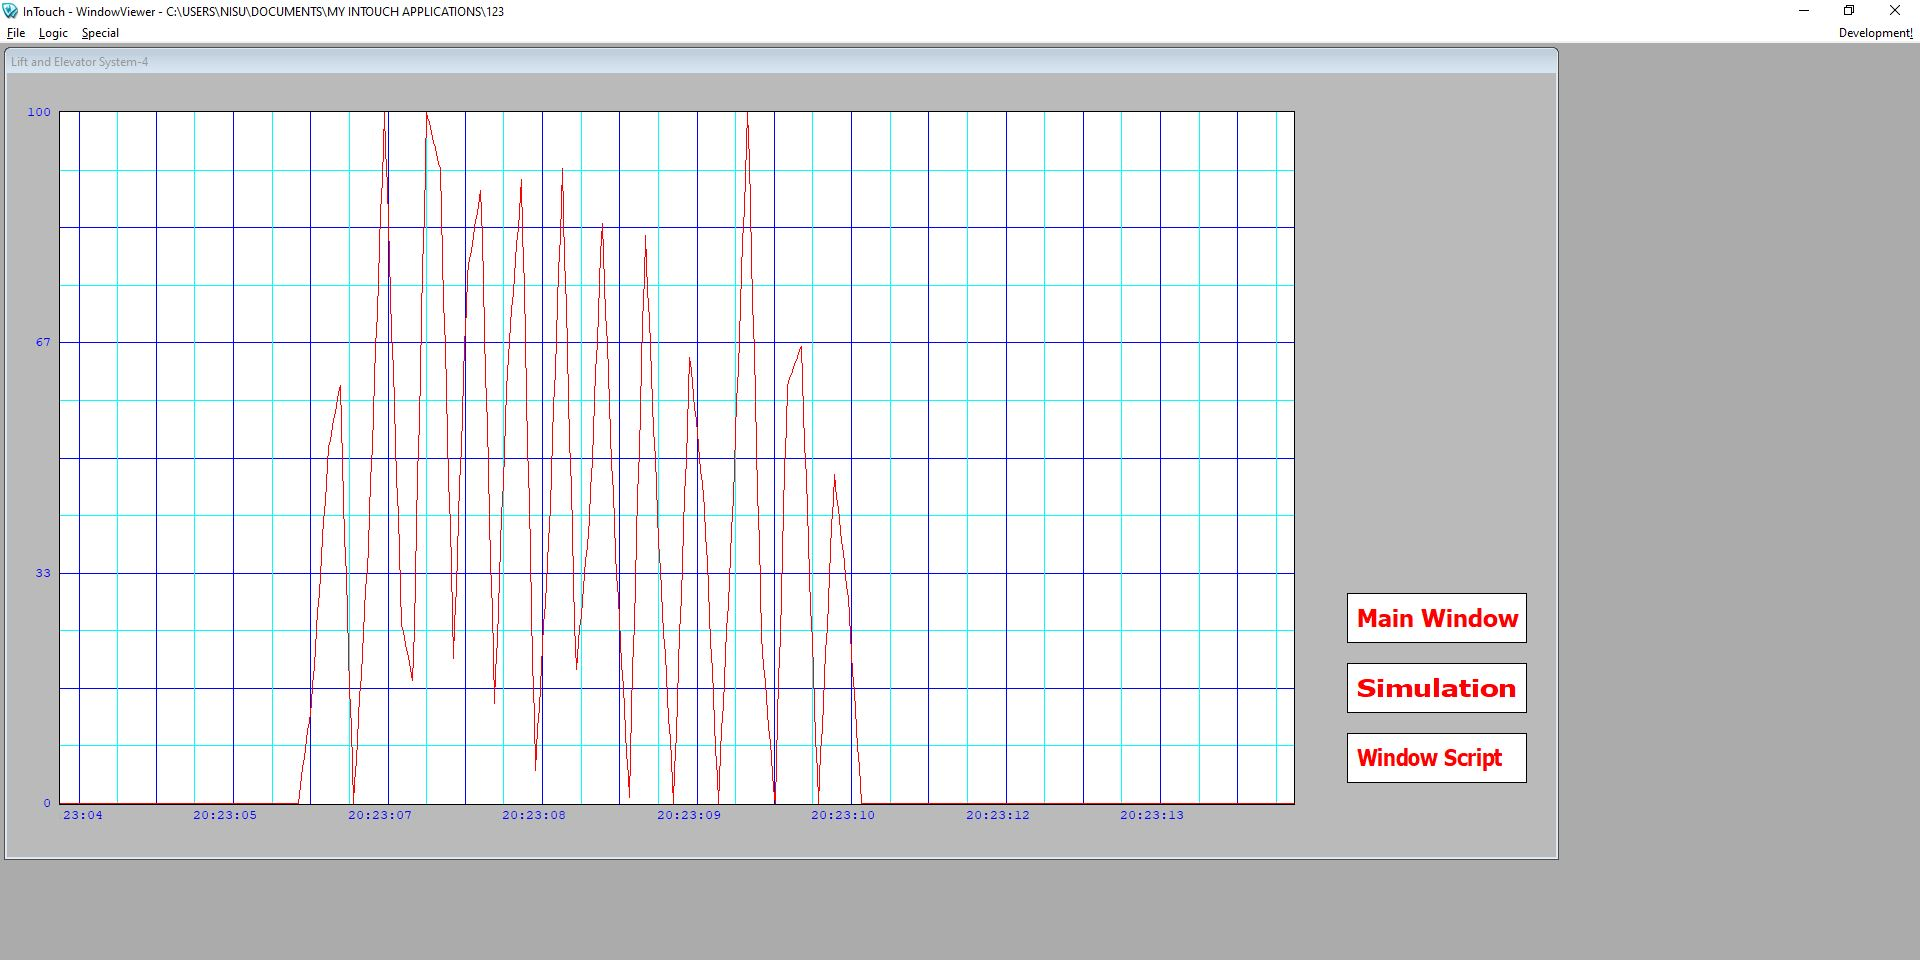 InTouch - WindowViewer - C:\USERS\NISU\DOCUMENTS\MY INTOUCH APPLICATIONS\123
File Logic Special Development!
Lift and Elevator System-4
100
67
33
0
23:04 20:23:05 20:23:07 20:23:08 20:23:09 20:23:10 20:23:12 20:23:13
Main Window
Simulation
Window Script